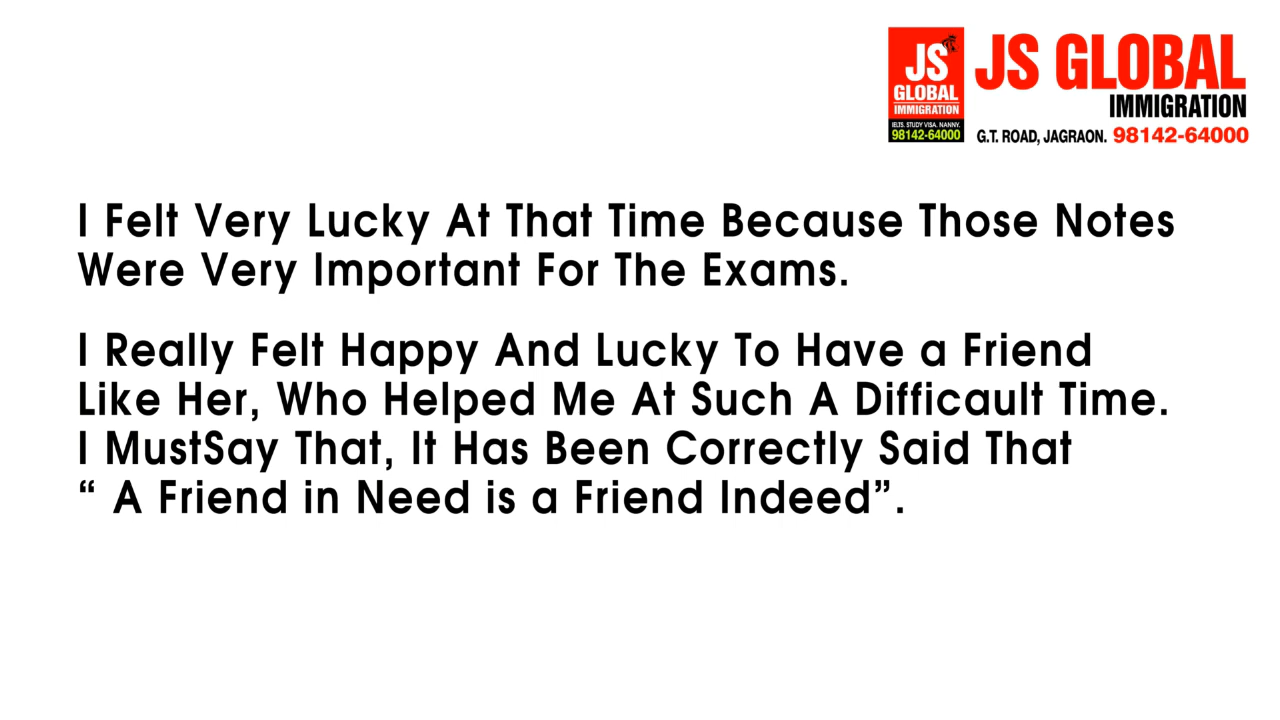 JS
GLOBAL
IMMIGRATION
IELTS. STUDY VISA. NANNY.
98142-64000
JS GLOBAL
IMMIGRATION
G.T. ROAD, JAGRAON. 98142-64000
I Felt Very Lucky At That Time Because Those Notes
Were Very Important For The Exams.
I Really Felt Happy And Lucky To Have a Friend
Like Her, Who Helped Me At Such A Difficault Time.
I MustSay That, It Has Been Correctly Said That
“ A Friend in Need is a Friend Indeed”.